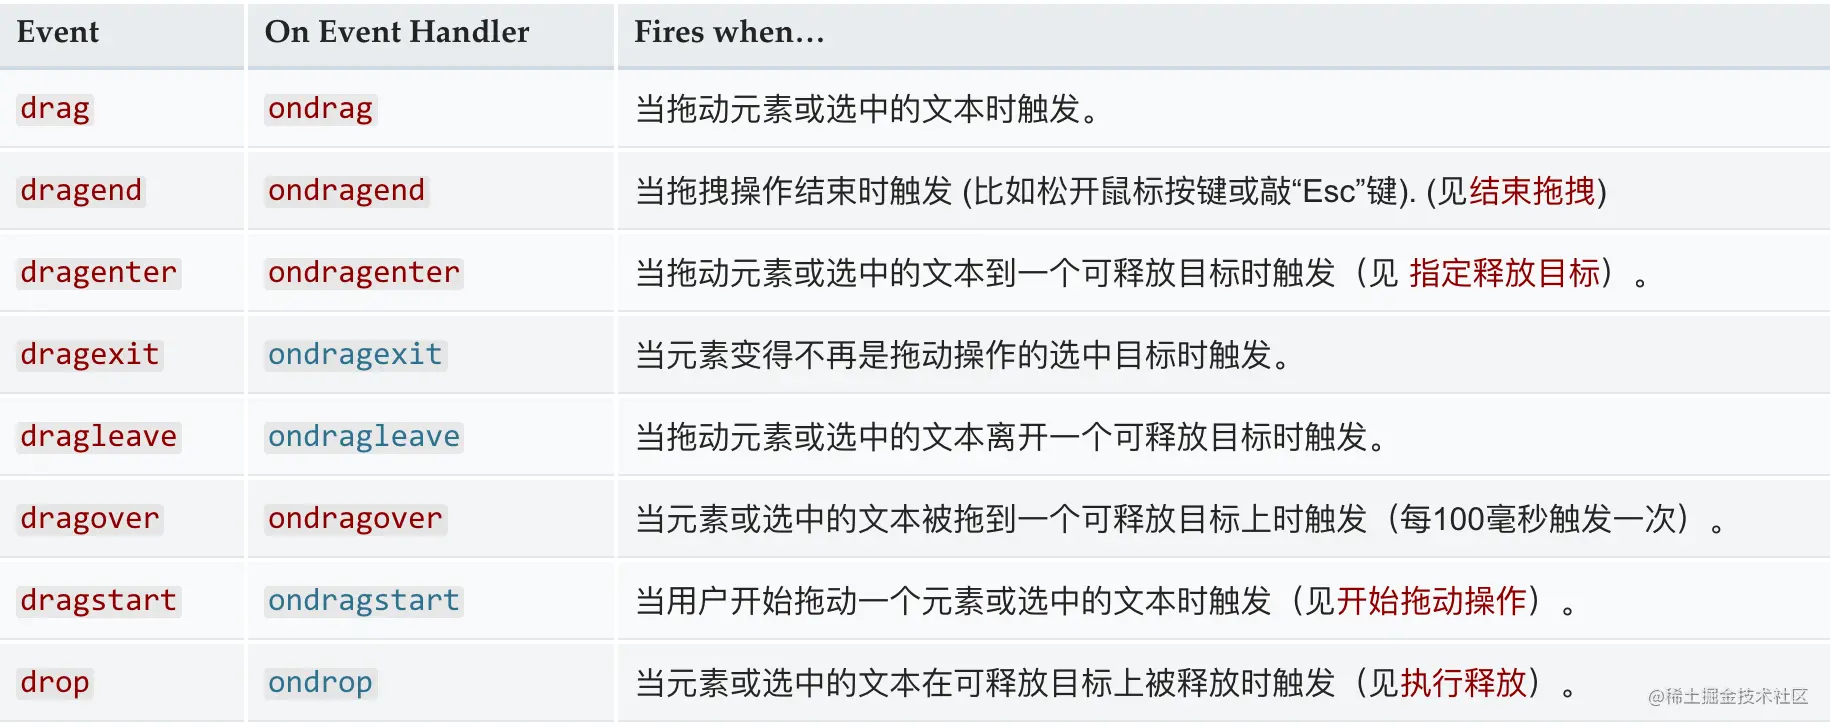 Event On Event Handler Fires when…
drag ondrag 当拖动元素或选中的文本时触发。
dragend ondragend 当拖拽操作结束时触发 (比如松开鼠标按键或敲“Esc”键). (见结束拖拽)
dragenter ondragenter 当拖动元素或选中的文本到一个可释放目标时触发（见 指定释放目标）。
dragexit ondragexit 当元素变得不再是拖动操作的选中目标时触发。
dragleave ondragleave 当拖动元素或选中的文本离开一个可释放目标时触发。
dragover ondragover 当元素或选中的文本被拖到一个可释放目标上时触发（每100毫秒触发一次）。
dragstart ondragstart 当用户开始拖动一个元素或选中的文本时触发（见开始拖动操作）。
drop ondrop 当元素或选中的文本在可释放目标上被释放时触发（见执行释放）。
@稀土掘金技术社区